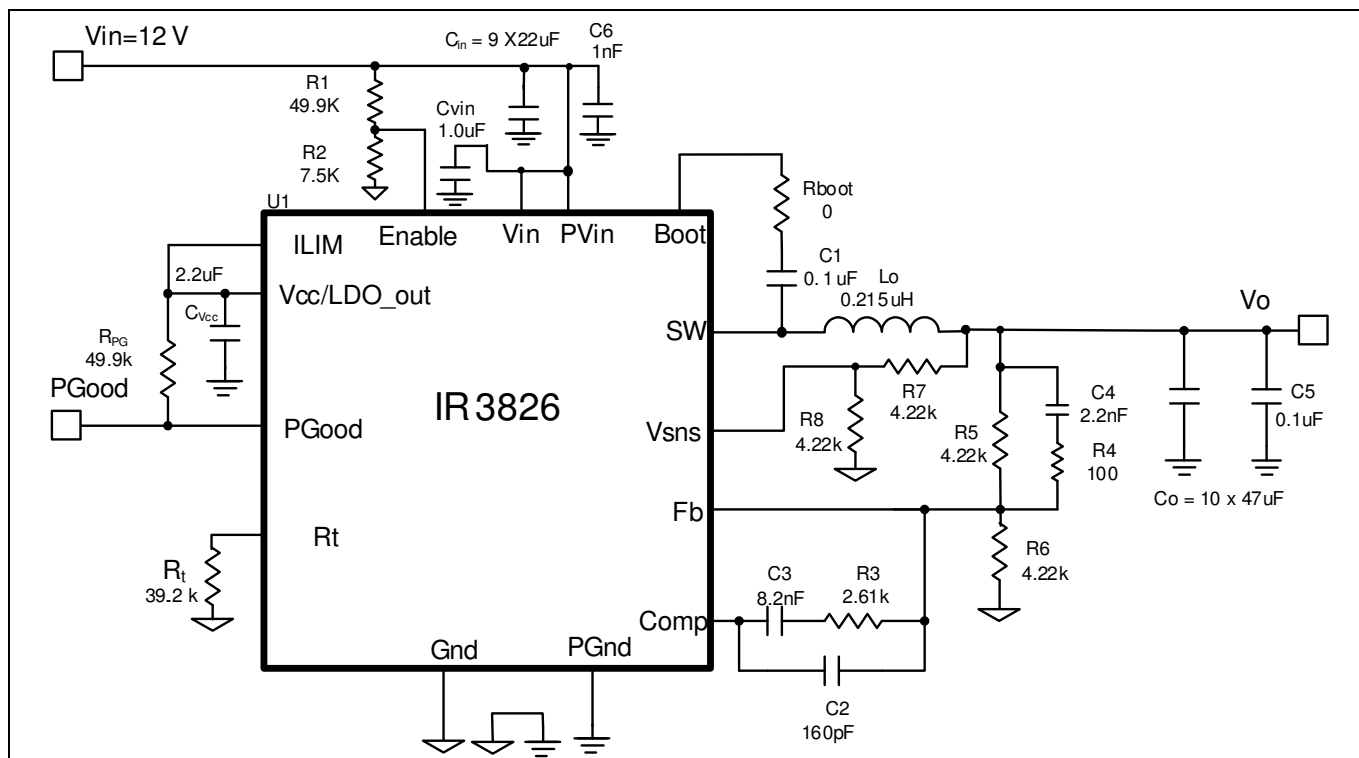 Vin=12 V
Cin = 9 X22uF
C6
1nF
R1
49.9K
Cvin
1.0uF
R2
7.5K
U1
Rboot
0
ILIM
Enable
Vin
PVin
Boot
2.2uF
Vcc/LDO_out
CVcc
C1
0.1uF
Lo
0.215uH
Vo
SW
RPG
49.9k
PGood
PGood
IR3826
R7
4.22k
Vsns
R8
4.22k
R5
4.22k
C4
2.2nF
R4
100
C5
0.1uF
Co = 10 x 47uF
Fb
Rt
Rt
39.2 k
R6
4.22k
C3
8.2nF
R3
2.61k
Comp
Gnd
PGnd
C2
160pF